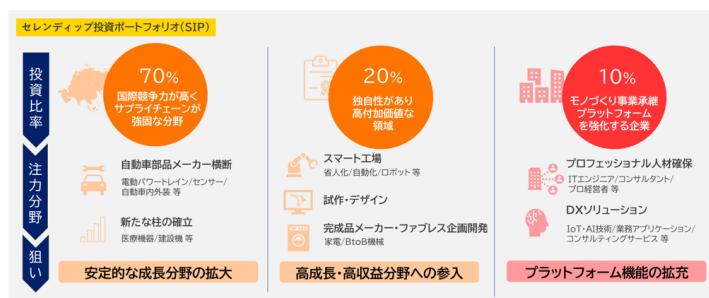 セレンディップ投資ポートフォリオ(SIP)
投資比率
注力分野
狙い
70%
国際競争力が高く
サプライチェーンが
強固な分野
自動車部品メーカー横断
電動パワートレイン/センサー/
自動車内外装 等
新たな柱の確立
医療機器/建設機 等
安定的な成長分野の拡大
20%
独自性があり
高付加価値な
領域
スマート工場
省人化/自動化/ロボット 等
試作・デザイン
完成品メーカー・ファブレス企画開発
家電/BtoB機械
高成長・高収益分野への参入
10%
モノづくり事業承継
プラットフォーム
を強化する企業
プロフェッショナル人材確保
ITエンジニア/コンサルタント/
プロ経営者 等
DXソリューション
IoT・AI技術/業務アプリケーション/
コンサルティングサービス 等
プラットフォーム機能の拡充